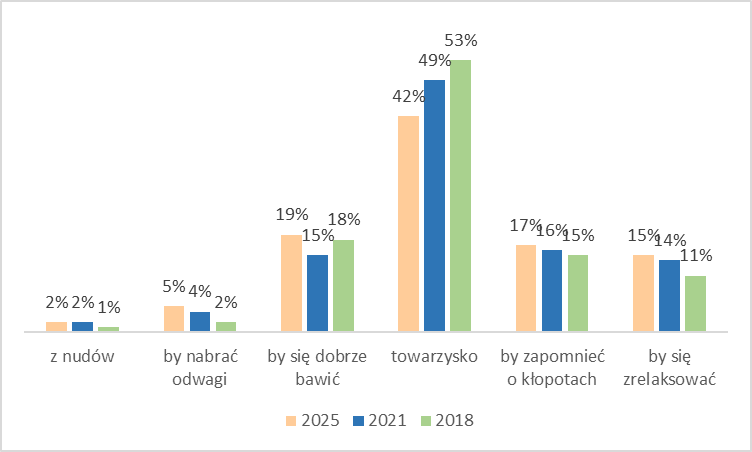 53%
49%
42%
19%
15%
18%
17%
16%
15%
15%
14%
11%
5%
4%
2%
2%
2%
1%
z nudów
by nabrać
odwagi
by się dobrze
bawić
towarzysko
by zapomnieć
o kłopotach
by się
zrelaksować
2025
2021
2018